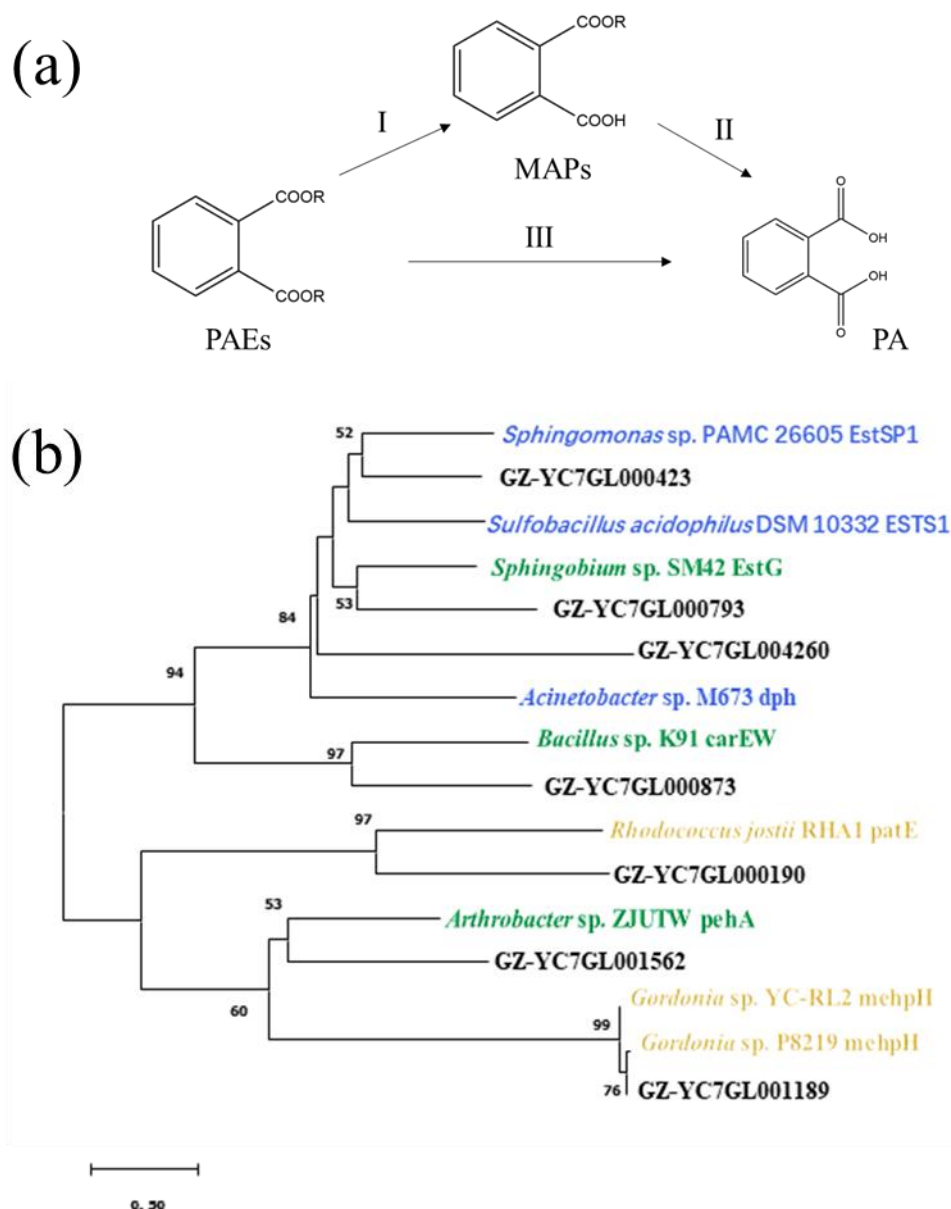 (a)
COOR
COOH
MAPs
I
II
COOR
COOR
PAEs
III
O
OH
OH
O
PA
(b)
52
Sphingomonas sp. PAMC 26605 EstSP1
GZ-YC7GL000423
Sulfobacillus acidophilus DSM 10332 ESTS1
Sphingobium sp. SM42 EstG
53
GZ-YC7GL000793
84
GZ-YC7GL004260
94
Acinetobacter sp. M673 dph
Bacillus sp. K91 carEW
97
GZ-YC7GL000873
97
Rhodococcus jostii RHA1 patE
GZ-YC7GL000190
53
Arthrobacter sp. ZJUTW pehA
GZ-YC7GL001562
60
Gordonia sp. YC-RL2 mehpH
99
Gordonia sp. P8219 mehpH
76
GZ-YC7GL001189
0.50